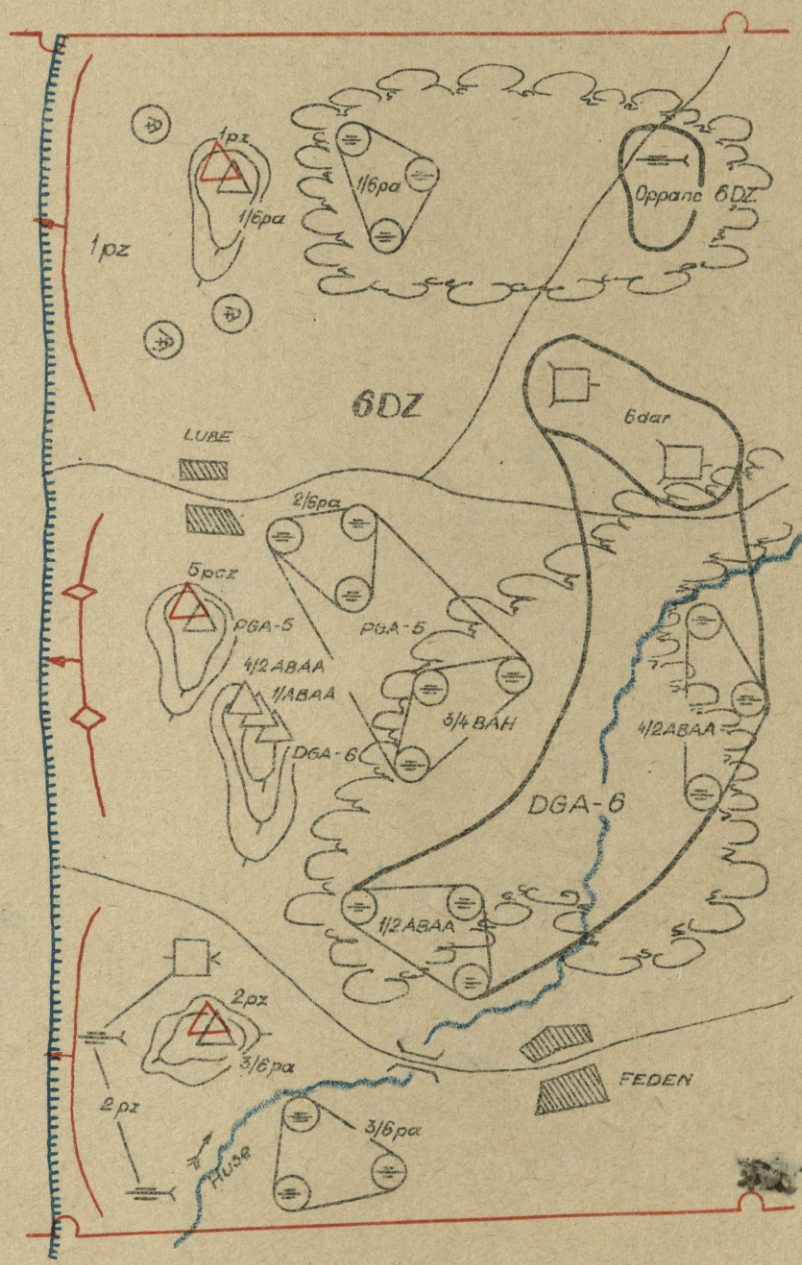 1pz
1/6pa
1/6pa
Oppanc 6DZ
1pz
6DZ
6dar
LUBE
2/6pa
5pcz
PGA-5
PGA-5
4/2ABAA
1/ABAA
DGA-6
3/4 BAH
4/2ABAA
DGA-6
1/2ABAA
2pz
3/6pa
FEDEN
2pz
3/6pa
Huse